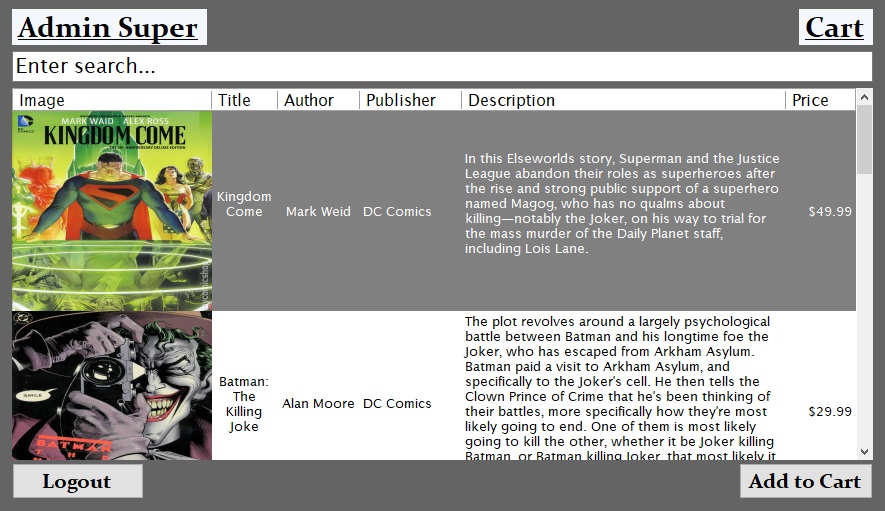 Admin Super
Cart
Enter search...
Image Title Author Publisher Description Price
MARK WAID ALEX ROSS
KINGDOM COME
THE 20TH ANNIVERSARY DELUXE EDITION
Kingdom
Come
Mark Weid
DC Comics
In this Elseworlds story, Superman and the Justice
League abandon their roles as superheroes after
the rise and strong public support of a superhero
named Magog, who has no qualms about
killing—notably the Joker, on his way to trial for
the mass murder of the Daily Planet staff,
including Lois Lane.
$49.99
SMILE
BATMAN
THE
Batman:
The
Killing
Joke
Alan Moore
DC Comics
The plot revolves around a largely psychological
battle between Batman and his longtime foe the
Joker, who has escaped from Arkham Asylum.
Batman paid a visit to Arkham Asylum, and
specifically to the Joker's cell. He then tells the
Clown Prince of Crime that he's been thinking of
their battles, more specifically how they're most
likely going to end. One of them is most likely
going to kill the other, whether it be Joker killing
Batman, or Batman killing Joker, that most likely it
$29.99
Logout
Add to Cart